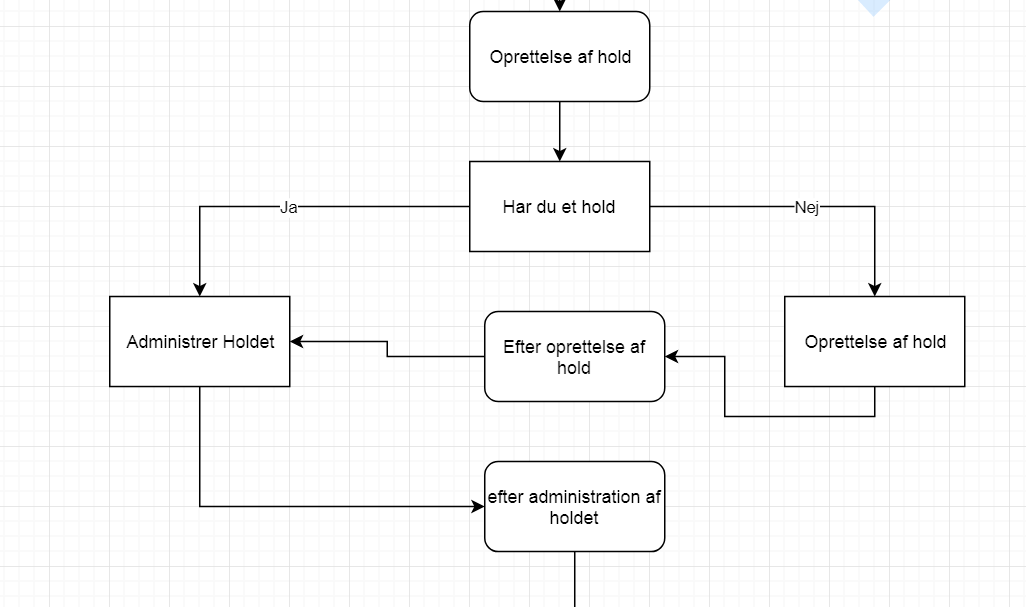 Oprettelse af hold
Har du et hold
Ja
Nej
Administrer Holdet
Efter oprettelse af
hold
Oprettelse af hold
efter administration af
holdet